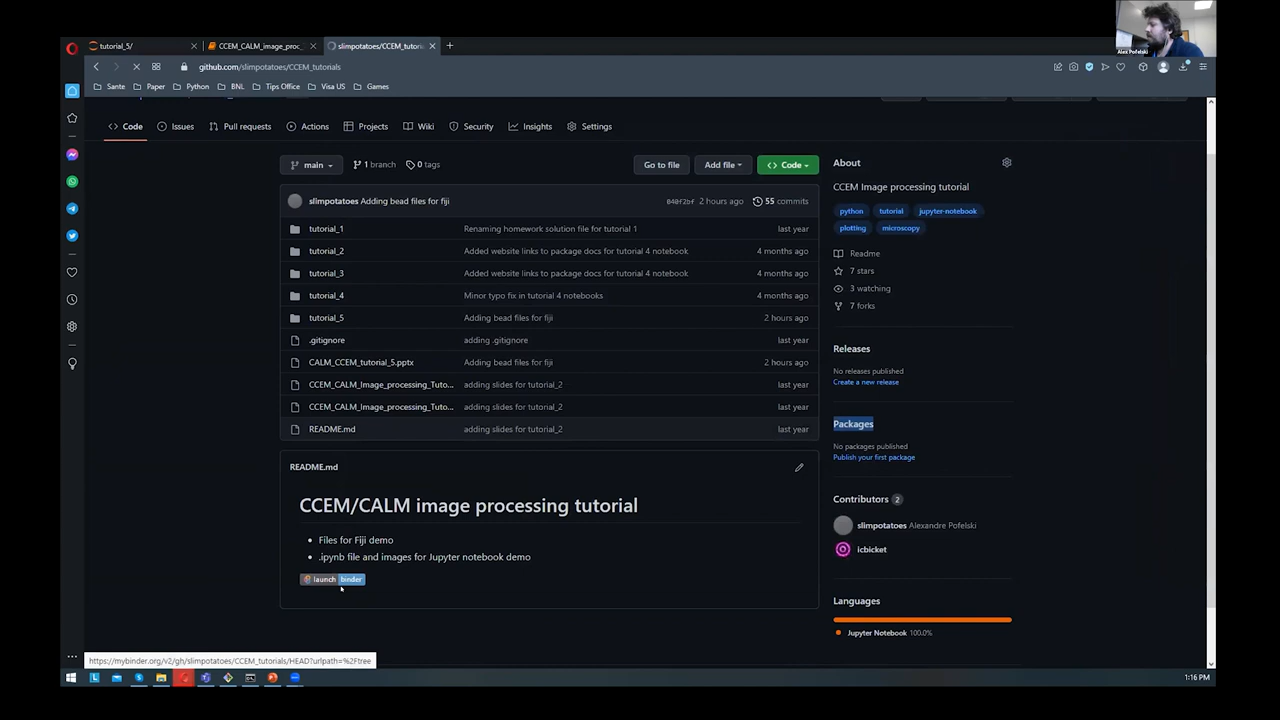 Alex Pofelski
tutorial_5/
CCEM_CALM_image_proc_
slimpotatoes/CCEM_tutoria
github.com/slimpotatoes/CCEM_tutorials
Sante
Paper
Python
BNL
Tips Office
Visa US
Games
Code
Issues
Pull requests
Actions
Projects
Wiki
Security
Insights
Settings
main
1 branch
0 tags
Go to file
Add file
Code
slimpotatoes Adding bead files for fiji
040f2bf 2 hours ago
55 commits
tutorial_1 Renaming homework solution file for tutorial 1 last year
tutorial_2 Added website links to package docs for tutorial 4 notebook 4 months ago
tutorial_3 Added website links to package docs for tutorial 4 notebook 4 months ago
tutorial_4 Minor typo fix in tutorial 4 notebooks 4 months ago
tutorial_5 Adding bead files for fiji 2 hours ago
.gitignore adding .gitignore last year
CALM_CCEM_tutorial_5.pptx Adding bead files for fiji 2 hours ago
CCEM_CALM_Image_processing_Tuto... adding slides for tutorial_2 last year
CCEM_CALM_Image_processing_Tuto... adding slides for tutorial_2 last year
README.md adding slides for tutorial_2 last year
README.md
CCEM/CALM image processing tutorial
Files for Fiji demo
.ipynb file and images for Jupyter notebook demo
launch binder
About
CCEM Image processing tutorial
python tutorial jupyter-notebook
plotting microscopy
Readme
7 stars
3 watching
7 forks
Releases
No releases published
Create a new release
Packages
No packages published
Publish your first package
Contributors 2
slimpotatoes Alexandre Pofelski
icbicket
Languages
Jupyter Notebook 100.0%
https://mybinder.org/v2/gh/slimpotatoes/CCEM_tutorials/HEAD?urlpath=%2Ftree
1:16 PM